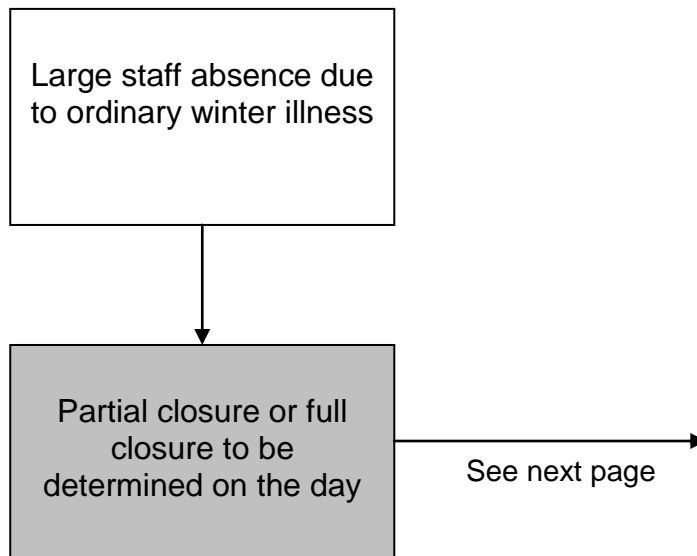 Large staff absence due
to ordinary winter illness
Partial closure or full
closure to be
determined on the day
See next page